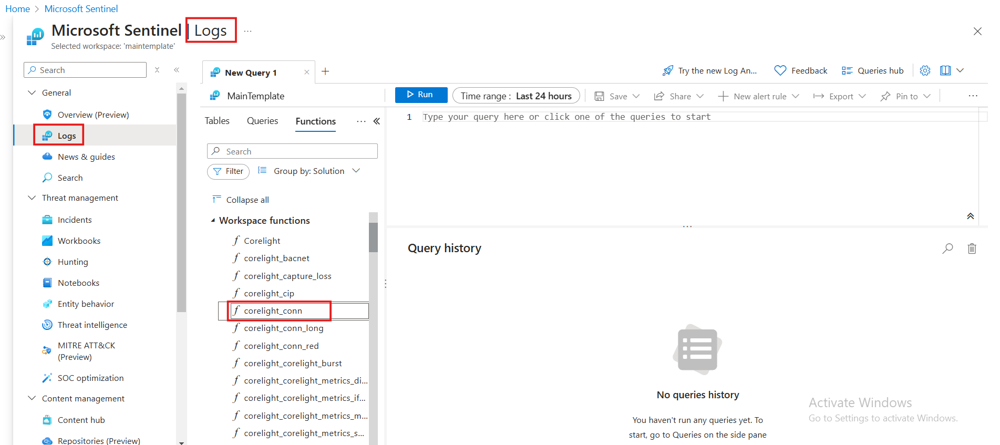 Home > Microsoft Sentinel
Microsoft Sentinel | Logs ...
Selected workspace: 'maintemplate'
Search
General
Overview (Preview)
Logs
News & guides
Search
Threat management
Incidents
Workbooks
Hunting
Notebooks
Entity behavior
Threat intelligence
MITRE ATT&CK
(Preview)
SOC optimization
Content management
Content hub
Repositories (Preview)
New Query 1
Try the new Log An...
Feedback
Queries hub
MainTemplate
Run
Time range : Last 24 hours
Save
Share
New alert rule
Export
Pin to
...
Tables
Queries
Functions
...
Search
Filter
Group by: Solution
Collapse all
Workspace functions
f Corelight
f corelight_bacnet
f corelight_capture_loss
f corelight_cip
f corelight_conn
f corelight_conn_long
f corelight_conn_red
f corelight_corelight_burst
f corelight_corelight_metrics_di...
f corelight_corelight_metrics_if...
f corelight_corelight_metrics_m...
f corelight_corelight_metrics_s...
1 Type your query here or click one of the queries to start
Query history
No queries history
You haven't run any queries yet. To
start, go to Queries on the side pane
Activate Windows
Go to Settings to activate Windows.